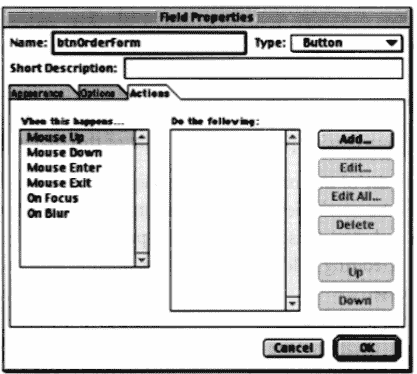 Field Properties
Name: btnOrderForm Type: Button
Short Description:
Appearance Options Actions
When this happens... Do the following:
Mouse Up
Mouse Down
Mouse Enter
Mouse Exit
On Focus
On Blur
Add...
Edit...
Edit All...
Delete
Up
Down
Cancel OK